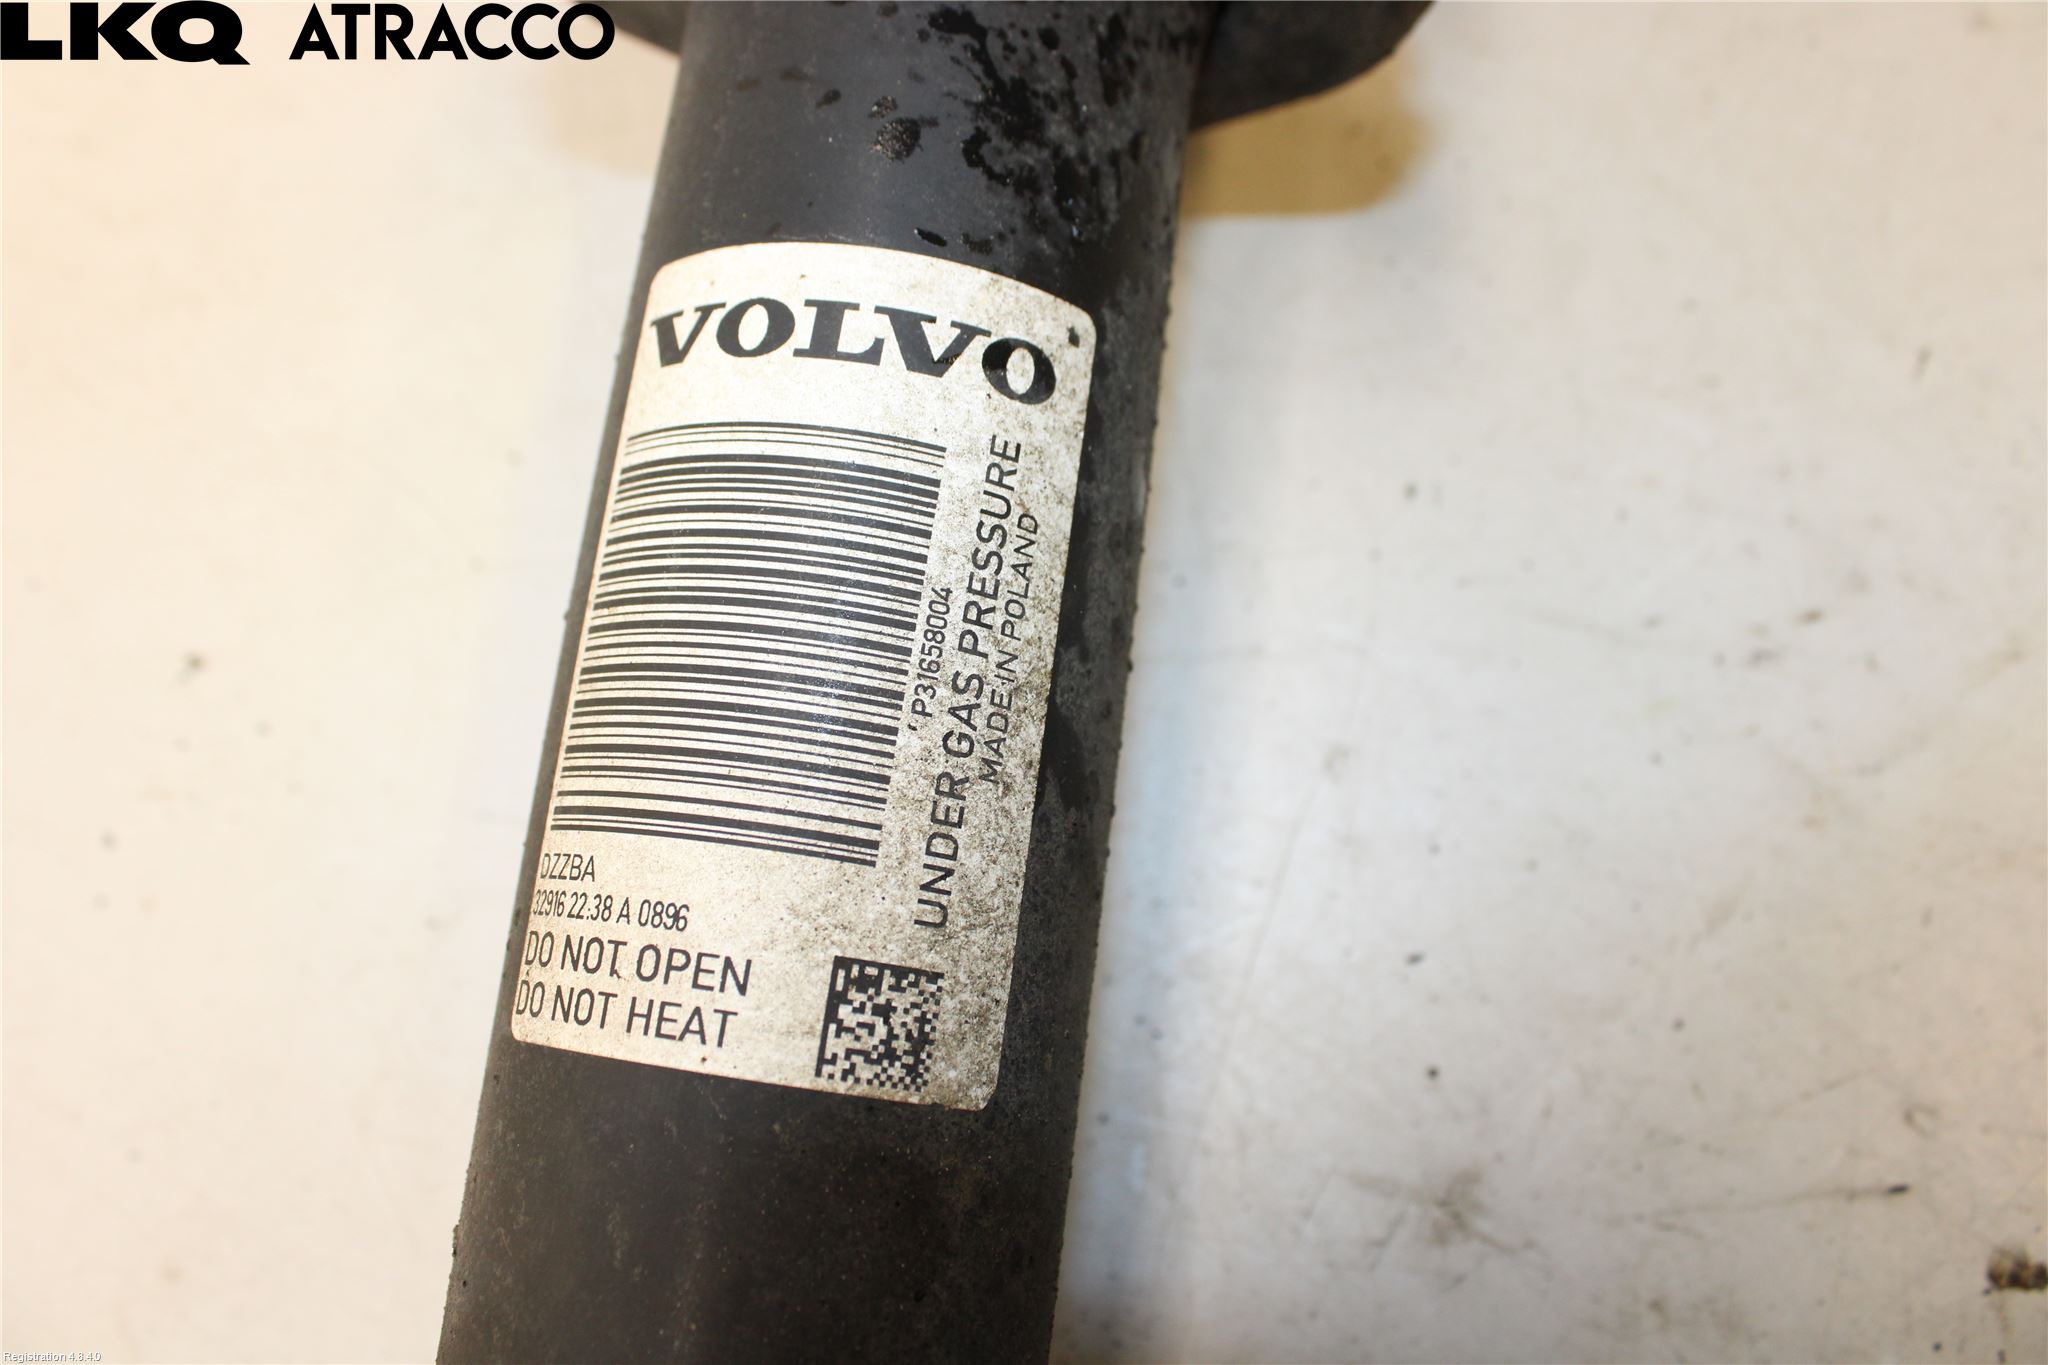 LKQ ATRACCO
VOLVO
P31658004
UNDER GAS PRESSURE
MADE IN POLAND
DZZBA
32916 22:38 A 0896
DO NOT OPEN
DO NOT HEAT
Registration 4.8.4.0